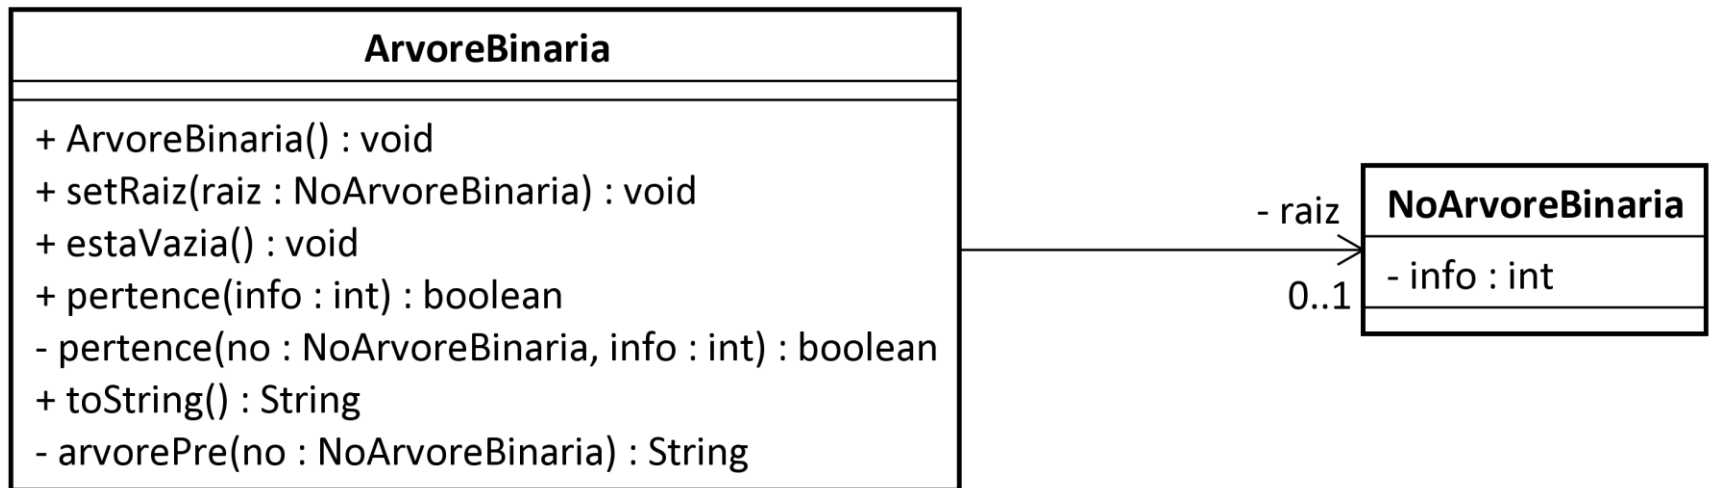 ArvoreBinaria
+ ArvoreBinaria() : void
+ setRaiz(raiz : NoArvoreBinaria) : void
+ estaVazia() : void
+ pertence(info : int) : boolean
- pertence(no : NoArvoreBinaria, info : int) : boolean
+ toString() : String
- arvorePre(no : NoArvoreBinaria) : String
- raiz
0..1
NoArvoreBinaria
- info : int